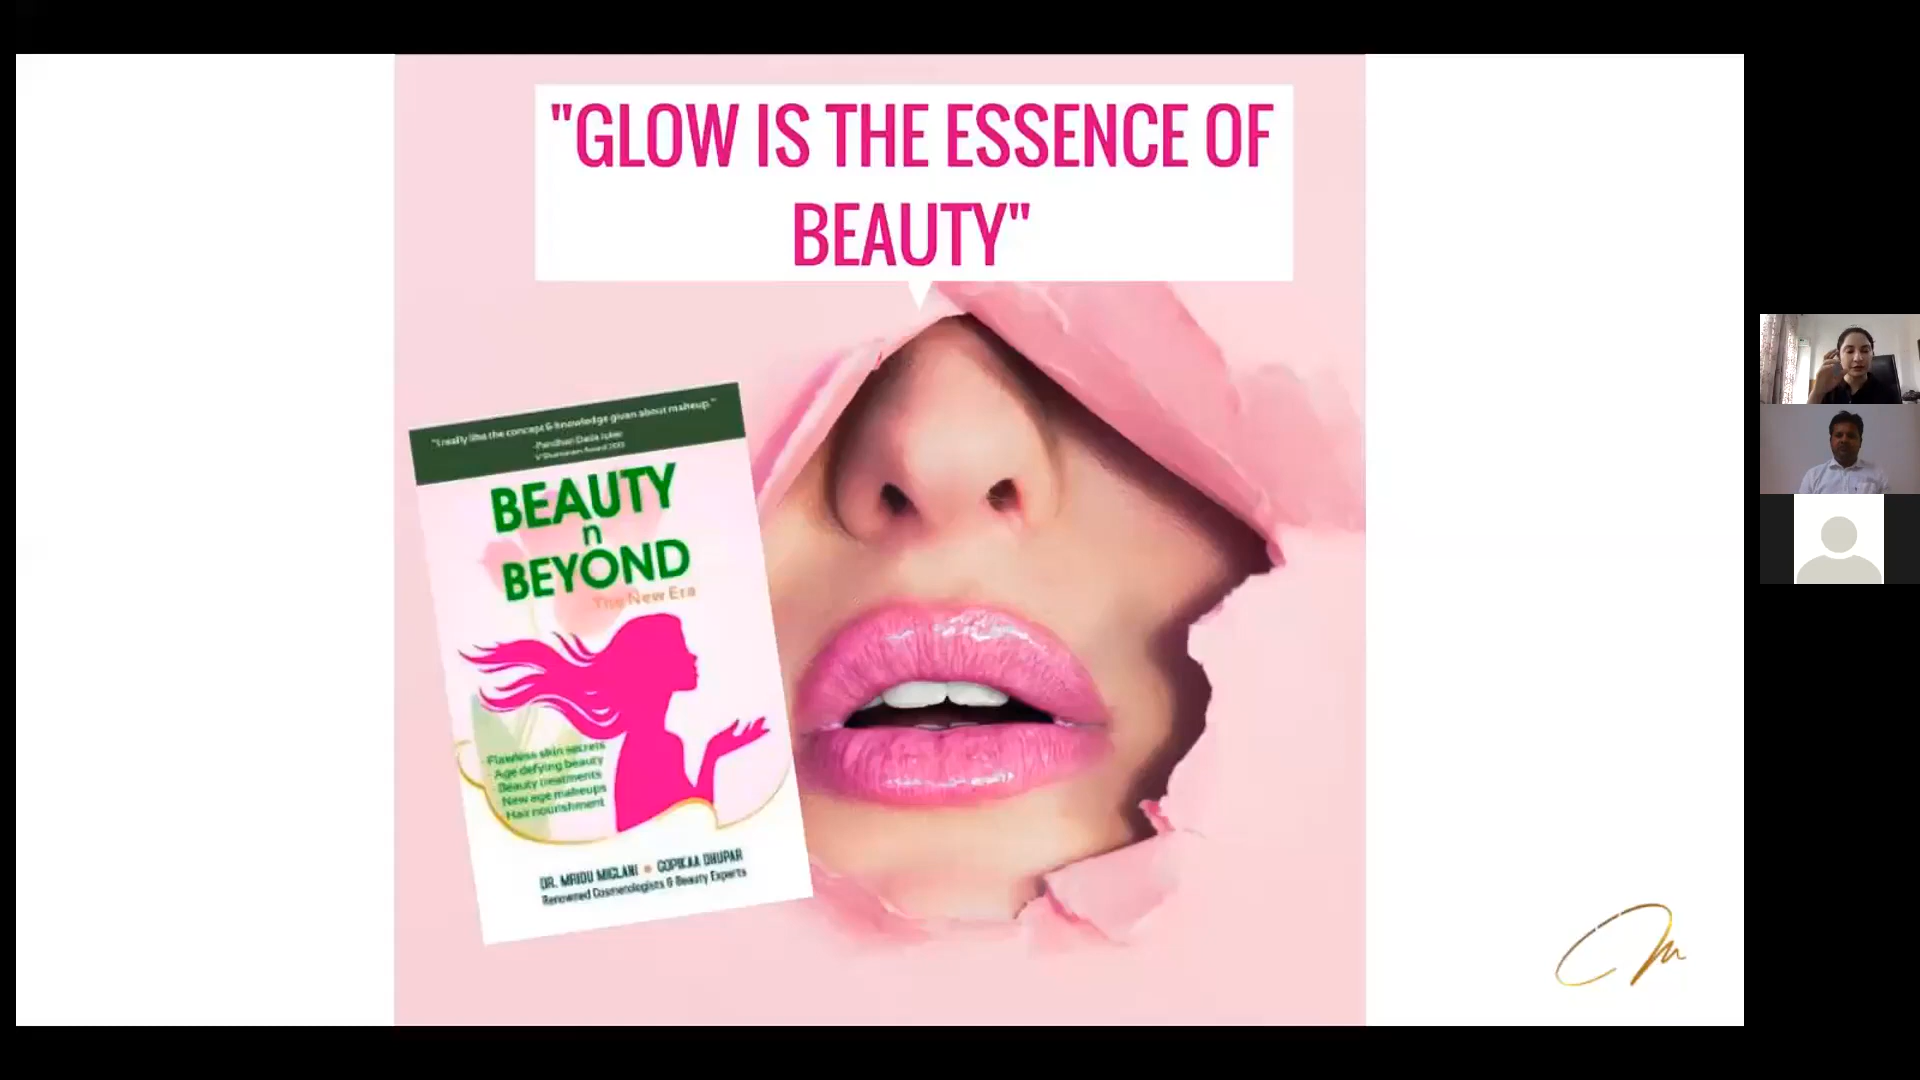 "GLOW IS THE ESSENCE OF
BEAUTY"
"I really like the concept & knowledge given about makeup."
BEAUTY
n
BEYOND
The New Era
- Flawless skin secrets
- Age defying beauty
- Beauty treatments
- New age makeups
- Hair nourishment
DR. MRIDU MIGLANI • GOPIKAA DHUPAR
Renowned Cosmetologists & Beauty Experts